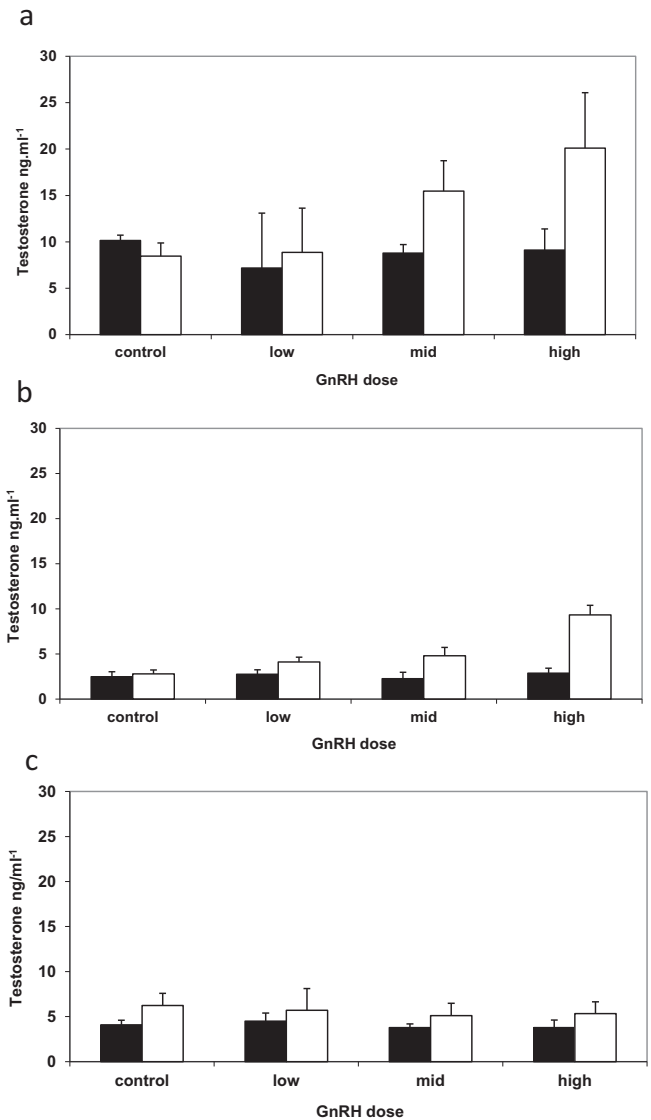 a
30
25
20
15
10
5
0
Testosterone ng.ml-1
control low mid high
GnRH dose
b
30
25
20
15
10
5
0
Testosterone ng.ml-1
control low mid high
GnRH dose
c
30
25
20
15
10
5
0
Testosterone ng/ml-1
control low mid high
GnRH dose